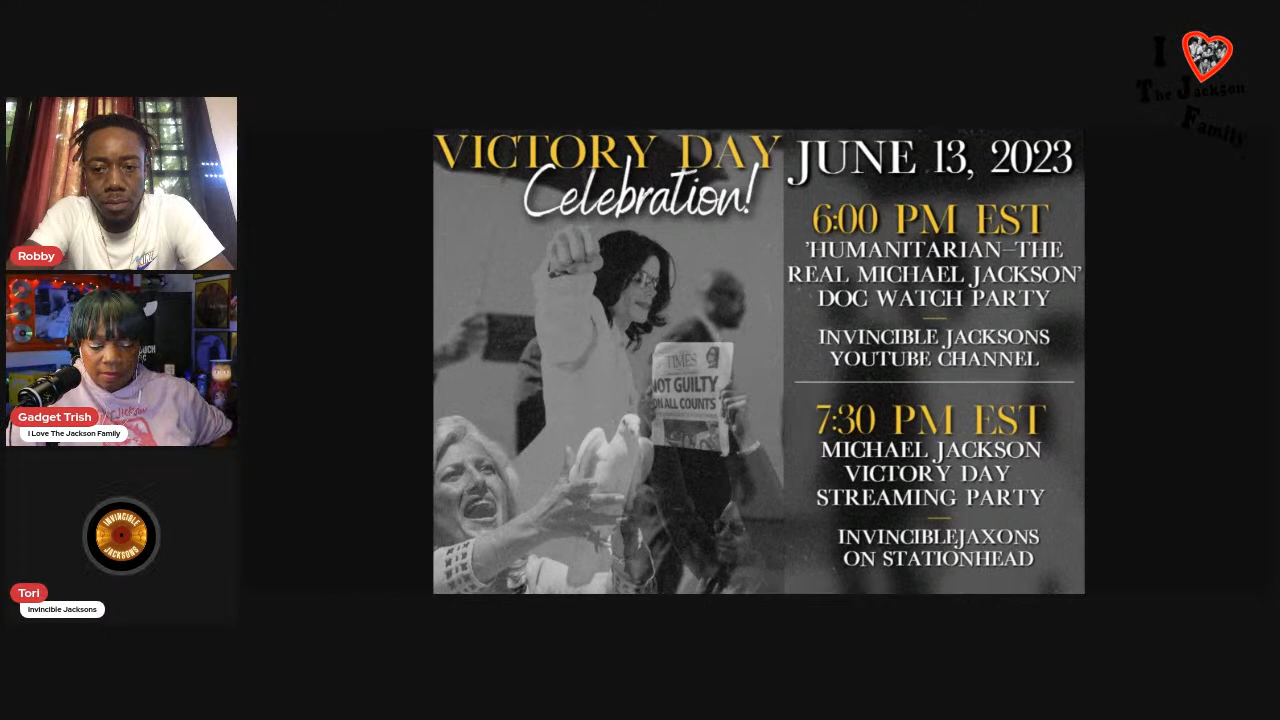 I
The Jackson
Family
Robby
Gadget Trish
I Love The Jackson Family
INVINCIBLE
JACKSONS
Tori
Invincible Jacksons
VICTORY DAY
Celebration!
TIMES
NOT GUILTY
ON ALL COUNTS
JUNE 13, 2023
6:00 PM EST
'HUMANITARIAN—THE
REAL MICHAEL JACKSON'
DOC WATCH PARTY
INVINCIBLE JACKSONS
YOUTUBE CHANNEL
7:30 PM EST
MICHAEL JACKSON
VICTORY DAY
STREAMING PARTY
INVINCIBLEJAXONS
ON STATIONHEAD